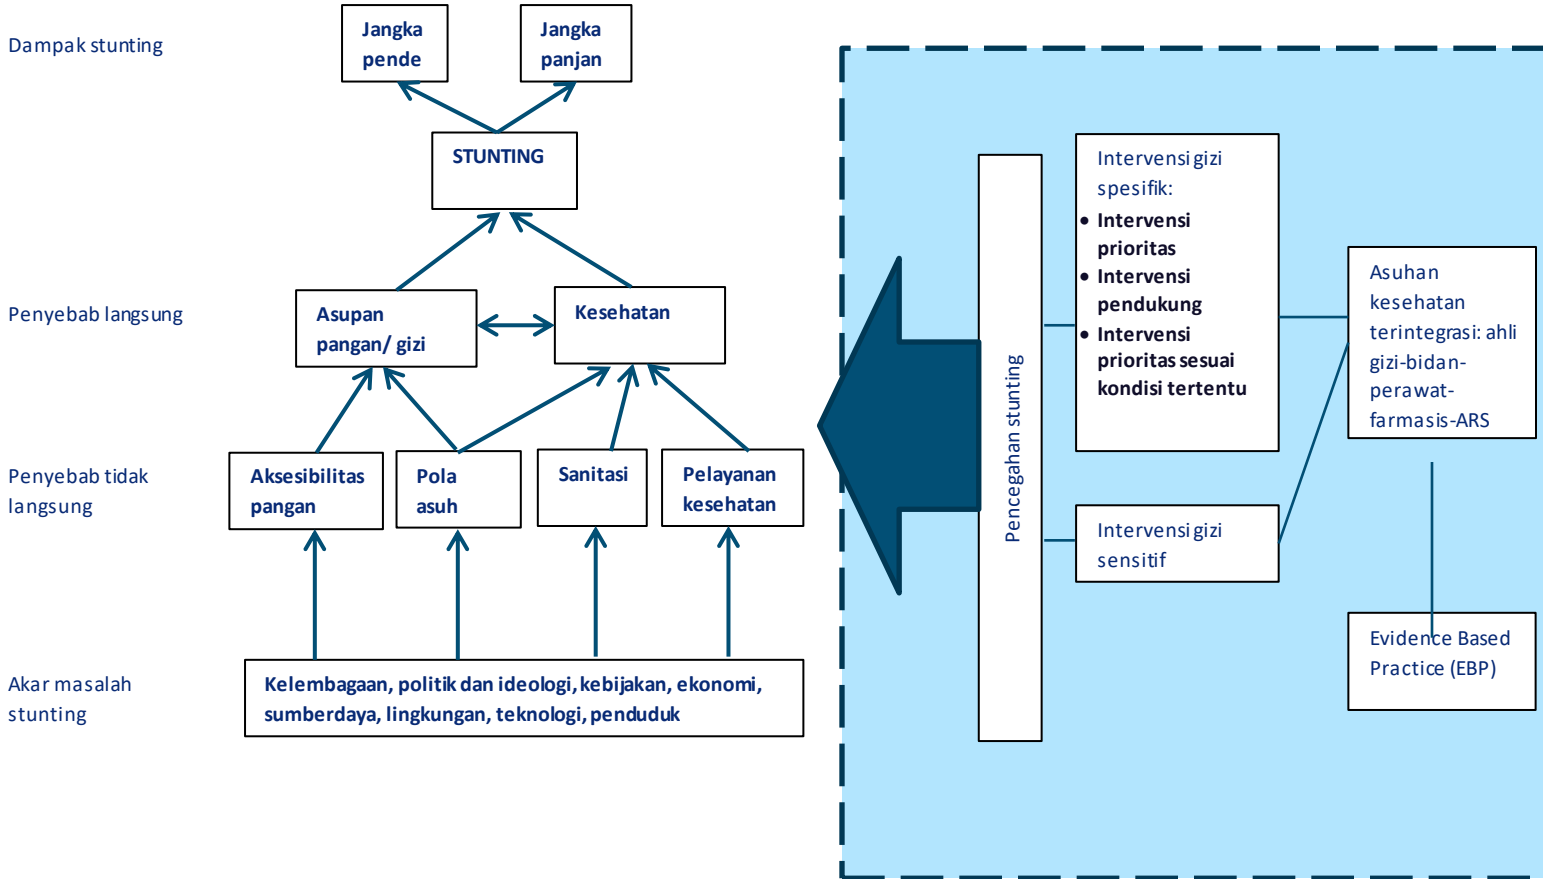 Dampak stunting
Jangka
pende
Jangka
panjan
STUNTING
Penyebab langsung
Asupan
pangan/ gizi
Kesehatan
Penyebab tidak
langsung
Aksesibilitas
pangan
Pola
asuh
Sanitasi
Pelayanan
kesehatan
Akar masalah
stunting
Kelembagaan, politik dan ideologi, kebijakan, ekonomi,
sumberdaya, lingkungan, teknologi, penduduk
Pencegahan stunting
Intervensi gizi
spesifik:
• Intervensi
prioritas
• Intervensi
pendukung
• Intervensi
prioritas sesuai
kondisi tertentu
Intervensi gizi
sensitif
Asuhan
kesehatan
terintegrasi: ahli
gizi-bidan-
perawat-
farmasis-ARS
Evidence Based
Practice (EBP)